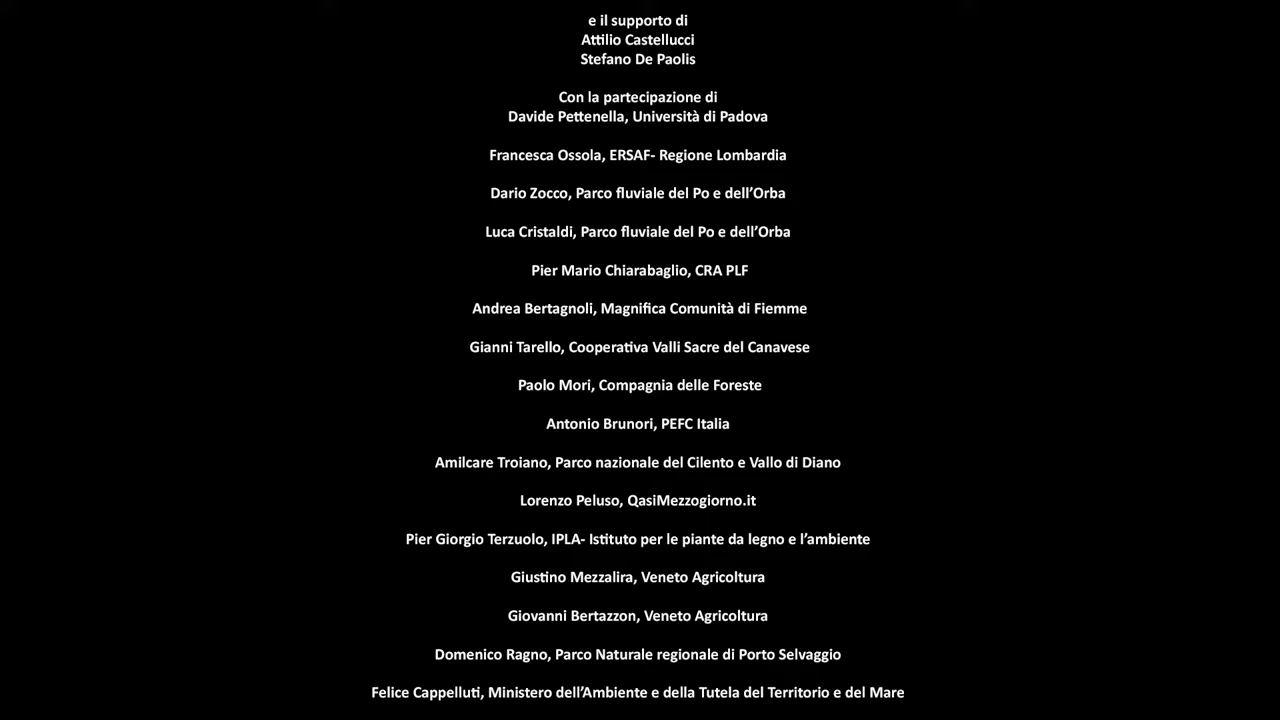 e il supporto di
Attilio Castellucci
Stefano De Paolis
Con la partecipazione di
Davide Pettenella, Università di Padova
Francesca Ossola, ERSAF- Regione Lombardia
Dario Zocco, Parco fluviale del Po e dell’Orba
Luca Cristaldi, Parco fluviale del Po e dell’Orba
Pier Mario Chiarabaglio, CRA PLF
Andrea Bertagnoli, Magnifica Comunità di Fiemme
Gianni Tarello, Cooperativa Valli Sacre del Canavese
Paolo Mori, Compagnia delle Foreste
Antonio Brunori, PEFC Italia
Amilcare Troiano, Parco nazionale del Cilento e Vallo di Diano
Lorenzo Peluso, QasiMezzogiorno.it
Pier Giorgio Terzuolo, IPLA- Istituto per le piante da legno e l’ambiente
Giustino Mezzalira, Veneto Agricoltura
Giovanni Bertazzon, Veneto Agricoltura
Domenico Ragno, Parco Naturale regionale di Porto Selvaggio
Felice Cappelluti, Ministero dell’Ambiente e della Tutela del Territorio e del Mare